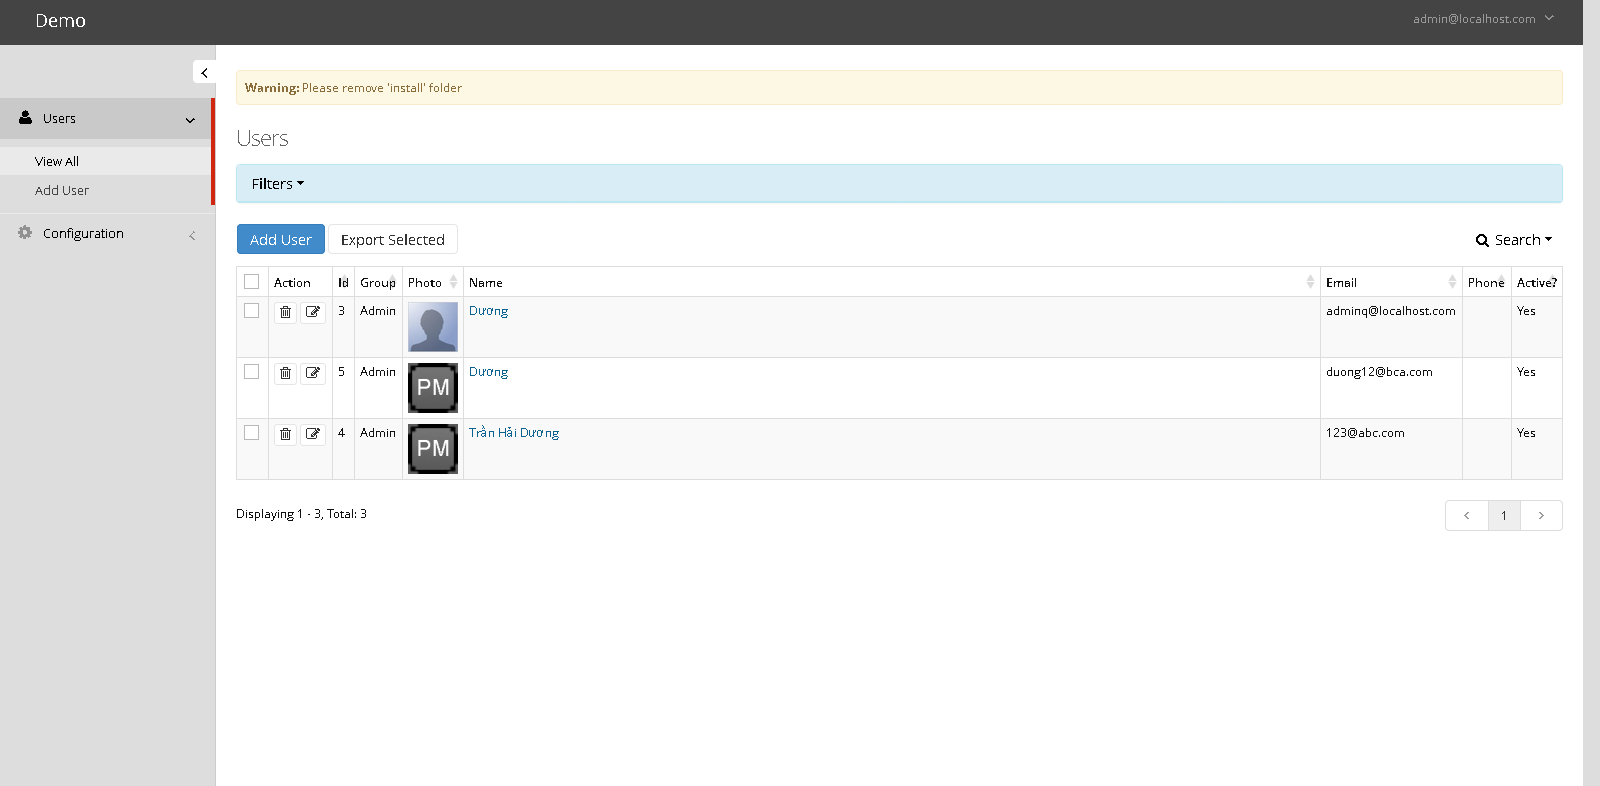 Demo
admin@localhost.com
Warning: Please remove 'install' folder
Users
View All
Add User
Configuration
Users
Filters
Add User
Export Selected
Search
Action Id Group Photo Name Email Phone Active?
3 Admin Dương adminq@localhost.com Yes
5 Admin PM Dương duong12@bca.com Yes
4 Admin PM Trần Hải Dương 123@abc.com Yes
Displaying 1 - 3, Total: 3
1